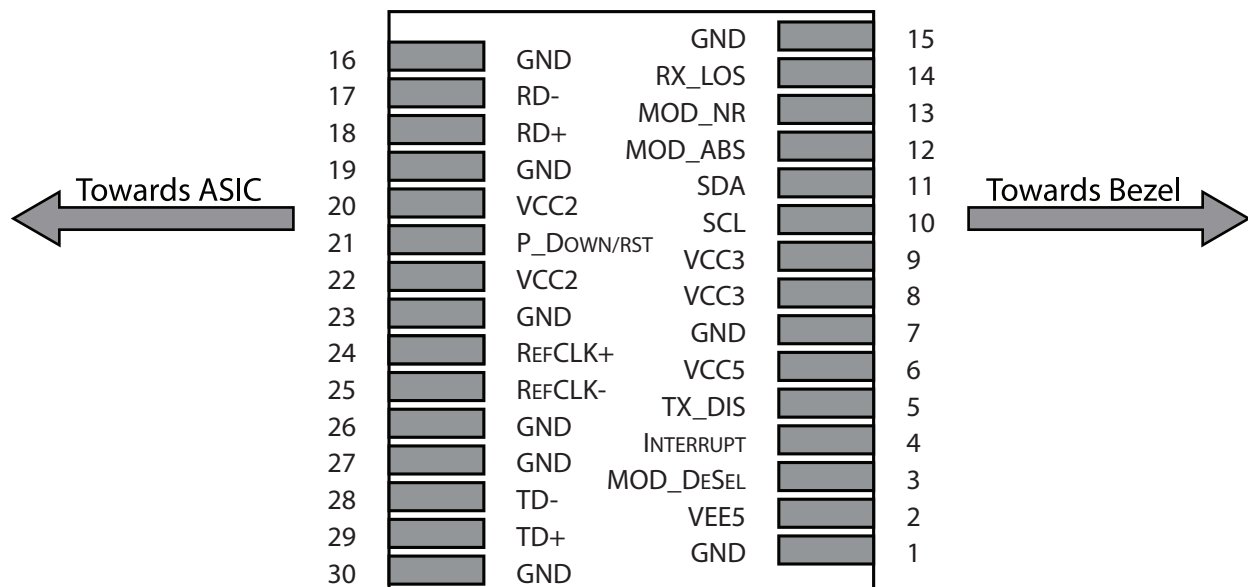 GND 15
16 GND
RX_LOS 14
17 RD-
MOD_NR 13
18 RD+
MOD_ABS 12
19 GND
SDA 11
Towards ASIC
Towards Bezel
20 VCC2
SCL 10
21 P_DOWN/RST
VCC3 9
22 VCC2
VCC3 8
23 GND
GND 7
24 REFCLK+
VCC5 6
25 REFCLK-
TX_DIS 5
26 GND
INTERRUPT 4
27 GND
MOD_DESEL 3
28 TD-
VEE5 2
29 TD+
GND 1
30 GND